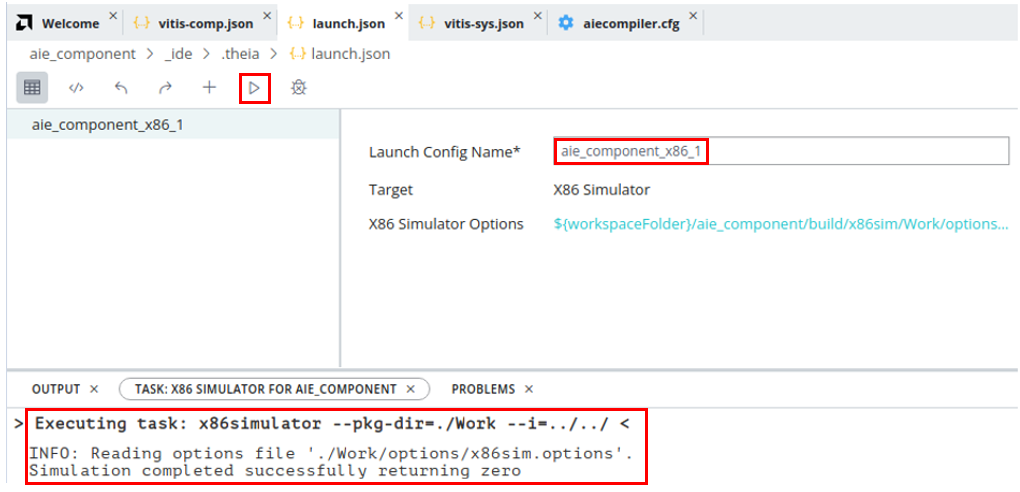 Welcome × {..} vitis-comp.json × {..} launch.json × {..} vitis-sys.json × aiecompiler.cfg ×
aie_component > _ide > .theia > {..} launch.json
aie_component_x86_1
Launch Config Name* aie_component_x86_1
Target X86 Simulator
X86 Simulator Options ${workspaceFolder}/aie_component/build/x86sim/Work/options...
OUTPUT × TASK: X86 SIMULATOR FOR AIE_COMPONENT × PROBLEMS ×
> Executing task: x86simulator --pkg-dir=./Work --i=../../ <
INFO: Reading options file './Work/options/x86sim.options'.
Simulation completed successfully returning zero